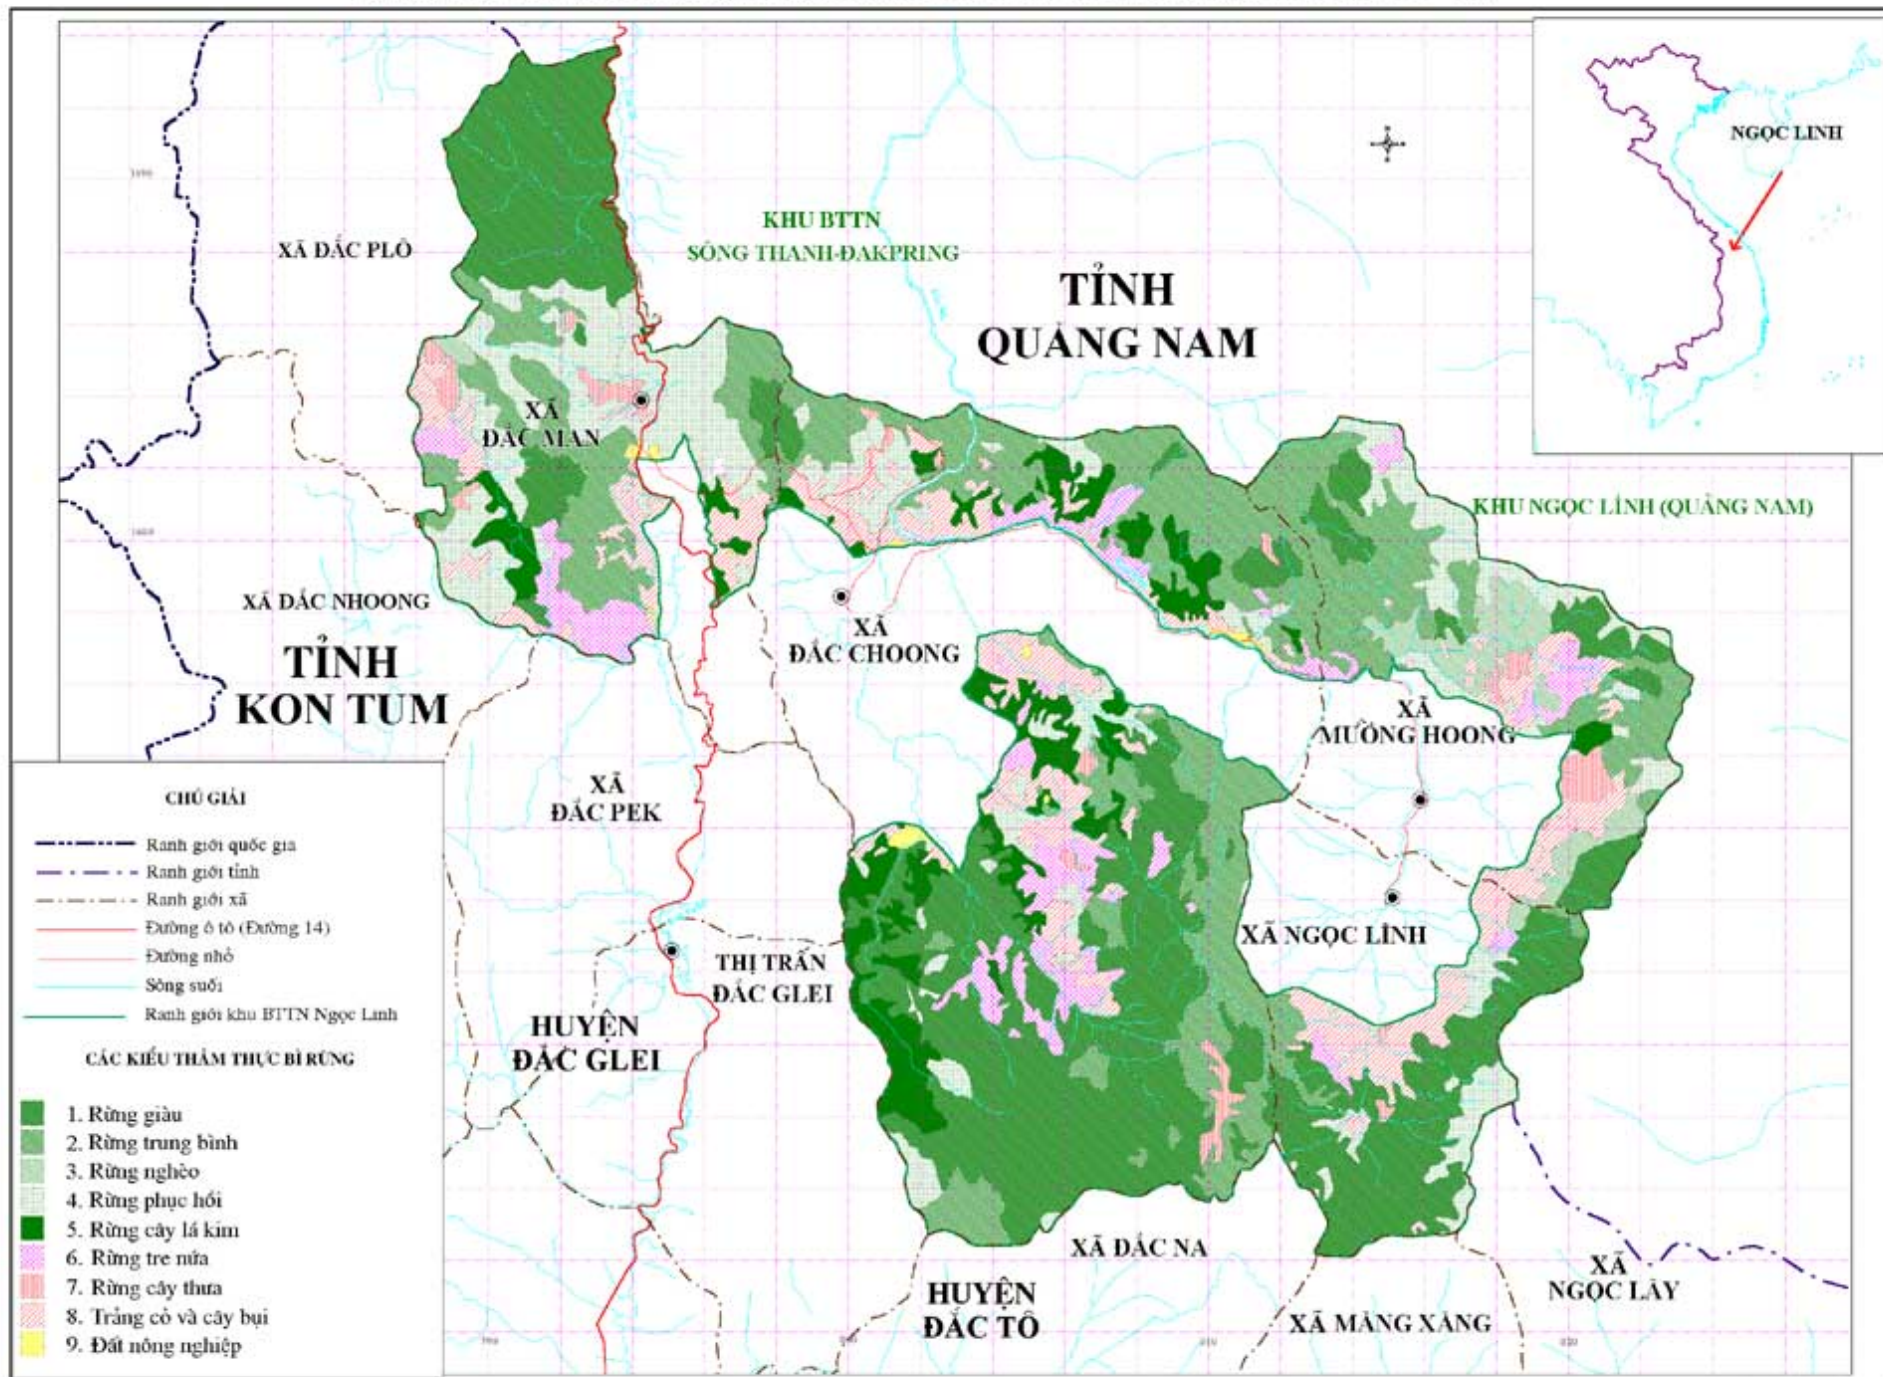 NGỌC LINH
KHU BTTN
SÔNG THANH-ĐAKPRING
XÃ ĐẮC PLÔ
TỈNH
QUẢNG NAM
XÃ
ĐẮC MAN
KHU NGỌC LINH (QUẢNG NAM)
XÃ ĐẮC NHOONG
TỈNH
KON TUM
XÃ
ĐẮC CHOONG
XÃ
MƯỜNG HOONG
XÃ
ĐẮC PEK
XÃ NGỌC LINH
THỊ TRẤN
ĐẮC GLEI
HUYỆN
ĐẮC GLEI
XÃ ĐẮC NA
HUYỆN
ĐẮC TÔ
XÃ
NGỌC LÂY
XÃ MĂNG XĂNG
CHÚ GIẢI
Ranh giới quốc gia
Ranh giới tỉnh
Ranh giới xã
Đường ô tô (Đường 14)
Đường nhỏ
Sông suối
Ranh giới khu BTTN Ngọc Linh
CÁC KIỂU THẢM THỰC BÌ RỪNG
1. Rừng giàu
2. Rừng trung bình
3. Rừng nghèo
4. Rừng phục hồi
5. Rừng cây lá kim
6. Rừng tre nứa
7. Rừng cây thưa
8. Trảng cỏ và cây bụi
9. Đất nông nghiệp